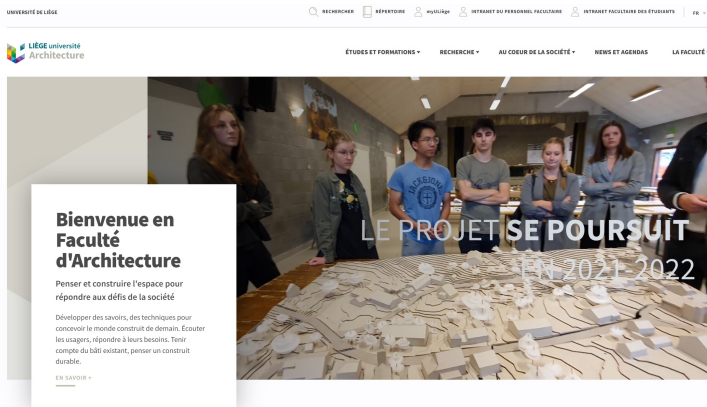 UNIVERSITÉ DE LIÈGE
RECHERCHER
RÉPERTOIRE
myULiège
INTRANET DU PERSONNEL FACULTAIRE
INTRANET FACULTAIRE DES ÉTUDIANTS
FR
LIÈGE université
Architecture
ÉTUDES ET FORMATIONS
RECHERCHE
AU COEUR DE LA SOCIÉTÉ
NEWS ET AGENDAS
LA FACULTÉ
LE PROJET SE POURSUIT
EN 2021-2022
Bienvenue en
Faculté
d'Architecture
Penser et construire l'espace pour
répondre aux défis de la société
Développer des savoirs, des techniques pour
concevoir le monde construit de demain. Écouter
les usagers, répondre à leurs besoins. Tenir
compte du bâti existant, penser un construit
durable.
EN SAVOIR +